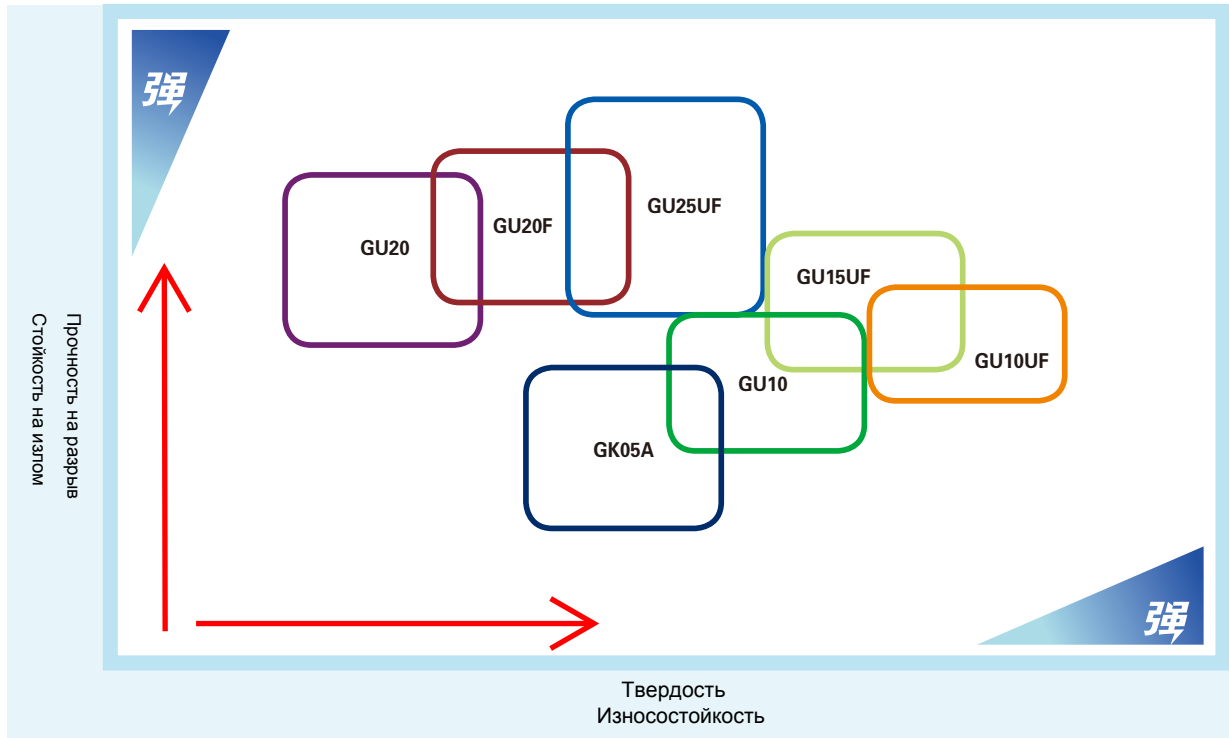 强
GU25UF
GU20F
GU20
GU15UF
GU10UF
GU10
GK05A
Прочность на разрыв
Стойкость на излом
强
Твердость
Износостойкость